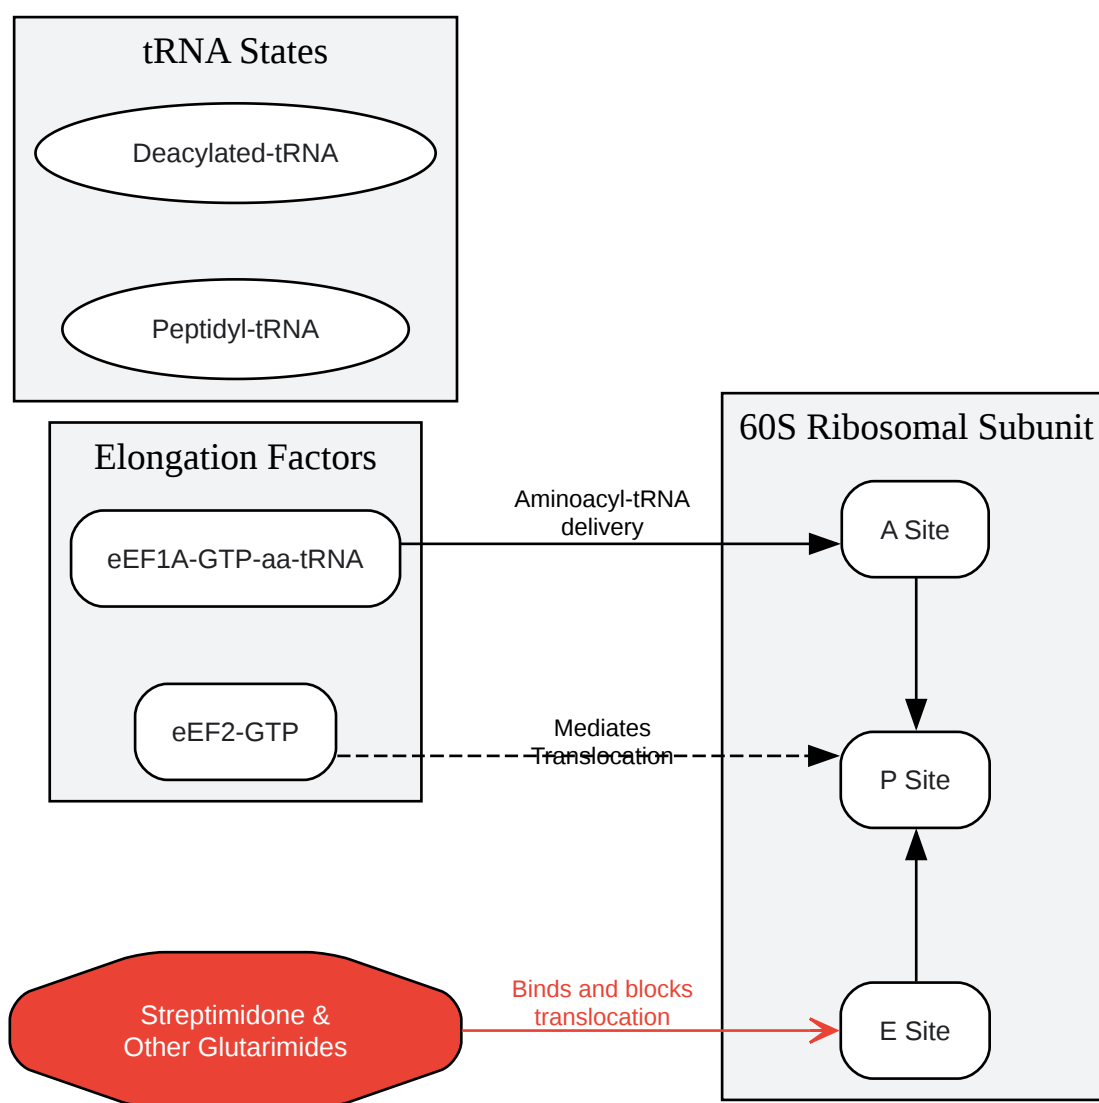 tRNA States
Deacylated-tRNA
Peptidyl-tRNA
Elongation Factors
eEF1A-GTP-aa-tRNA
eEF2-GTP
Aminoacyl-tRNA
delivery
Mediates
Translocation
60S Ribosomal Subunit
A Site
P Site
E Site
Streptimidone &
Other Glutarimides
Binds and blocks
translocation